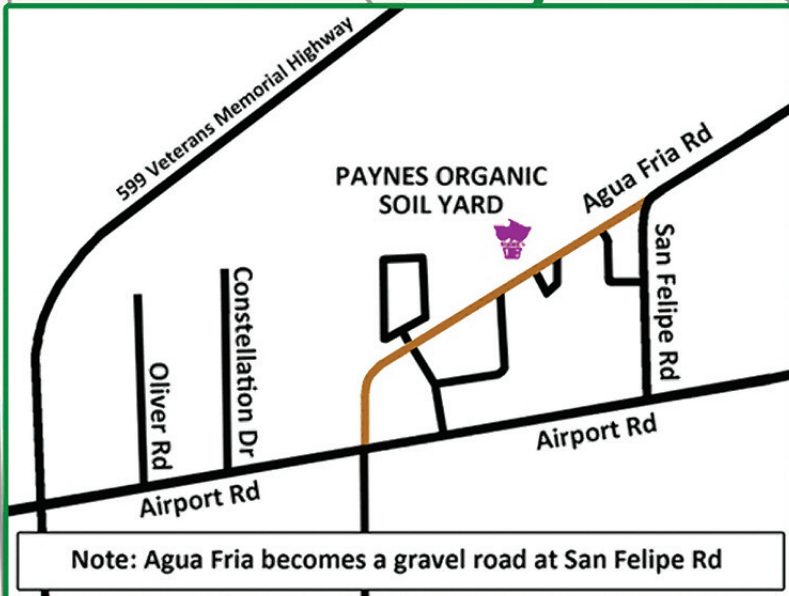 599 Veterans Memorial Highway
PAYNES ORGANIC
SOIL YARD
Agua Fria Rd
San Felipe Rd
Constellation Dr
Oliver Rd
Airport Rd
Airport Rd
Note: Agua Fria becomes a gravel road at San Felipe Rd